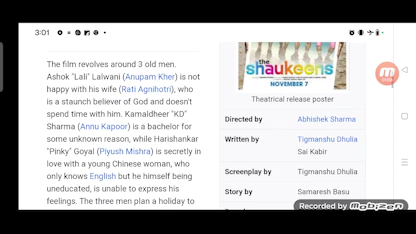 3:01
The film revolves around 3 old men.
Ashok "Lali" Lalwani (Anupam Kher) is not
happy with his wife (Rati Agnihotri), who
is a staunch believer of God and doesn't
spend time with him. Kamaldheer "KD"
Sharma (Annu Kapoor) is a bachelor for
some unknown reason, while Harishankar
"Pinky" Goyal (Piyush Mishra) is secretly in
love with a young Chinese woman, who
only knows English but he himself being
uneducated, is unable to express his
feelings. The three men plan a holiday to
the
shaukeens
NOVEMBER 7
Theatrical release poster
Directed by Abhishek Sharma
Written by Tigmanshu Dhulia
Sai Kabir
Screenplay by Tigmanshu Dhulia
Story by Samaresh Basu
Recorded by Mobizen